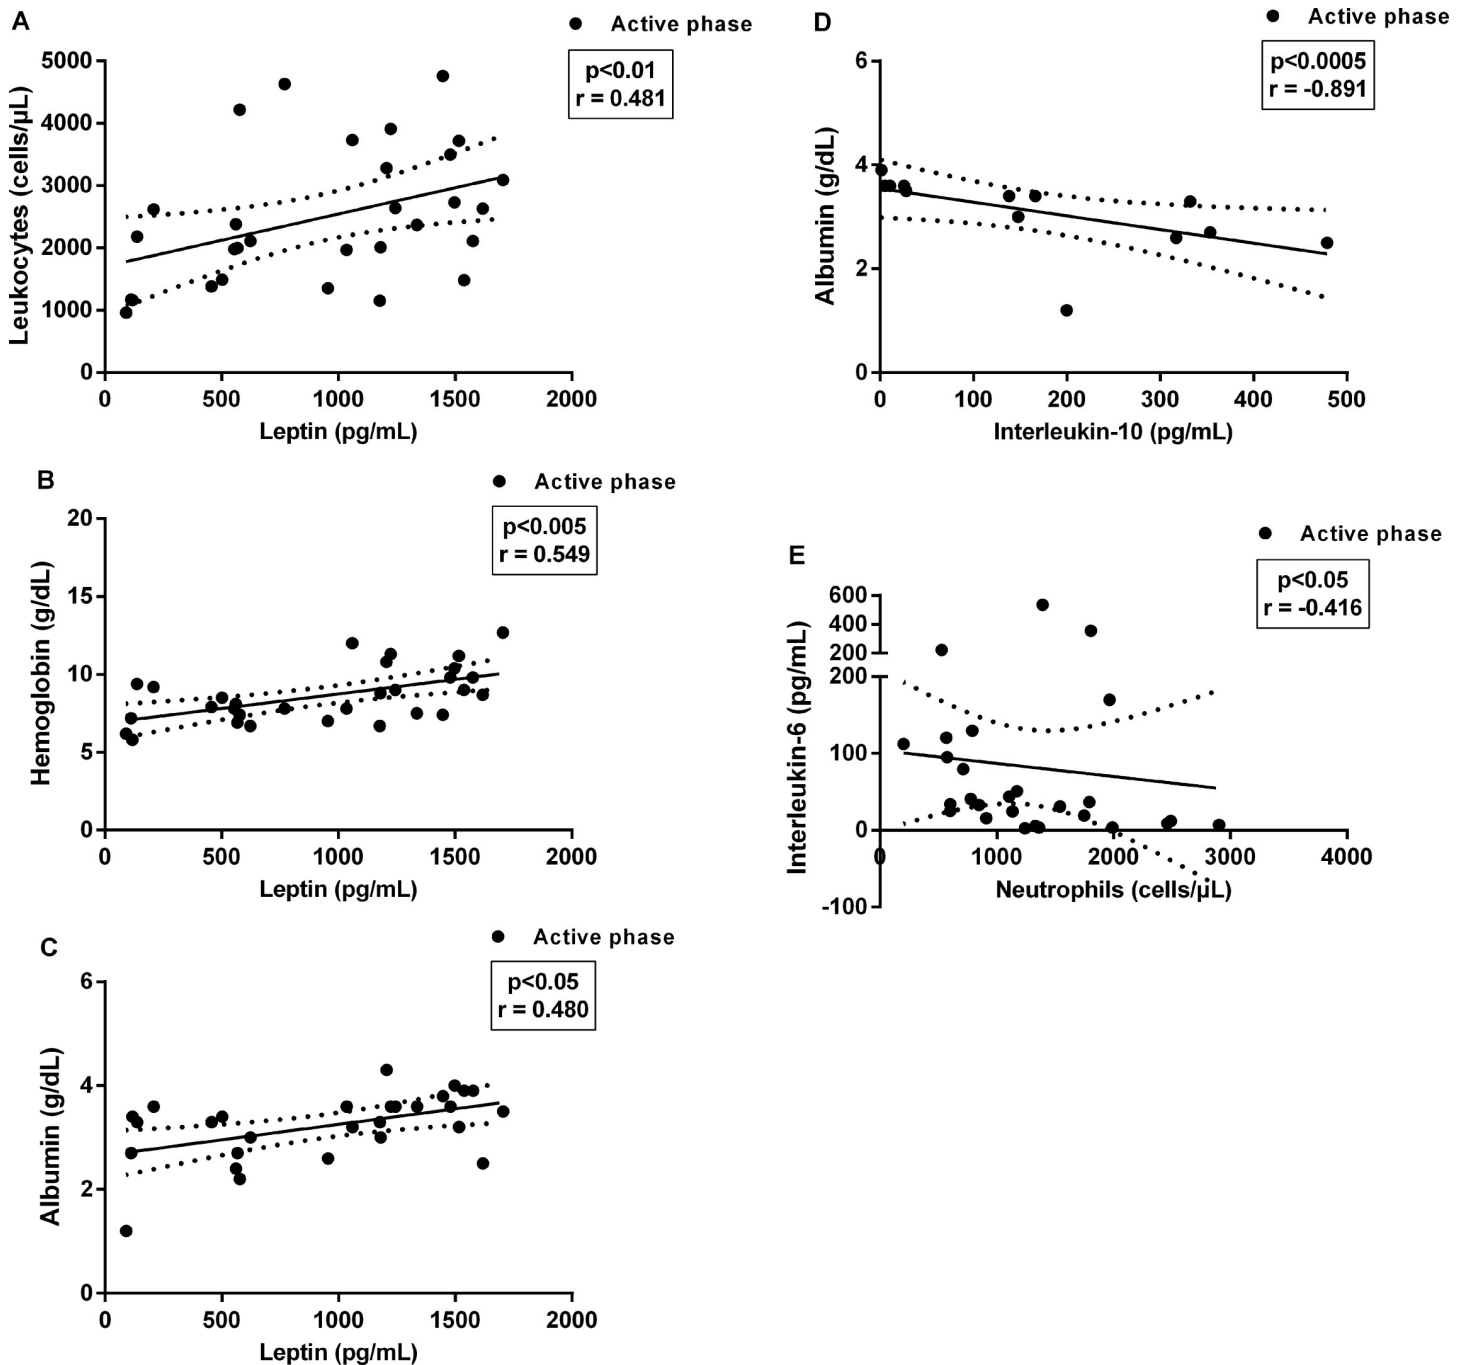 A
Active phase
p<0.01
r = 0.481
Leukocytes (cells/µL)
5000
4000
3000
2000
1000
0
0 500 1000 1500 2000
Leptin (pg/mL)
B
Active phase
p<0.005
r = 0.549
Hemoglobin (g/dL)
20
15
10
5
0
0 500 1000 1500 2000
Leptin (pg/mL)
C
Active phase
p<0.05
r = 0.480
Albumin (g/dL)
6
4
2
0
0 500 1000 1500 2000
Leptin (pg/mL)
D
Active phase
p<0.0005
r = -0.891
Albumin (g/dL)
6
4
2
0
0 100 200 300 400 500
Interleukin-10 (pg/mL)
E
Active phase
p<0.05
r = -0.416
Interleukin-6 (pg/mL)
600
400
200
200
100
0
-100
0 1000 2000 3000 4000
Neutrophils (cells/µL)